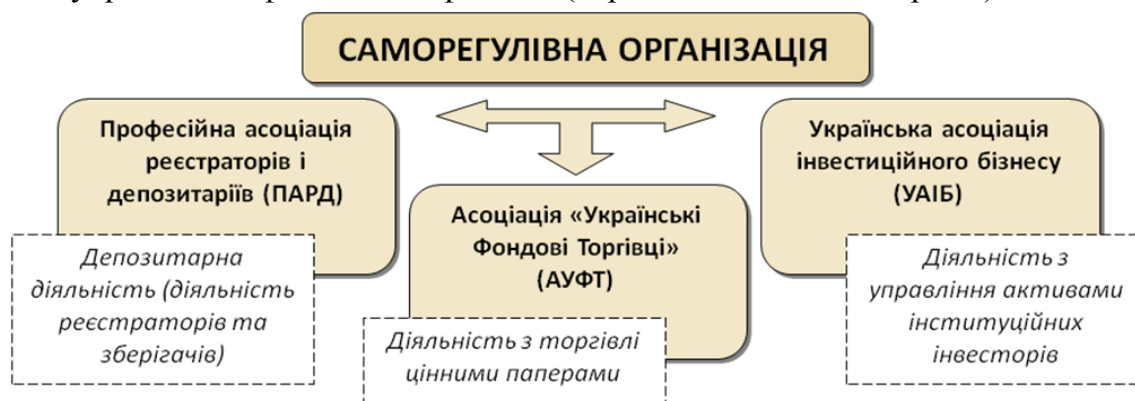 САМОРЕГУЛІВНА ОРГАНІЗАЦІЯ
Професійна асоціація
реєстраторів і
депозитаріїв (ПАРД)
Депозитарна
діяльність (діяльність
реєстраторів та
зберігачів)
Асоціація «Українські
Фондові Торгівці»
(АУФТ)
Діяльність з торгівлі
цінними паперами
Українська асоціація
інвестиційного бізнесу
(УАІБ)
Діяльність з
управління активами
інституційних
інвесторів